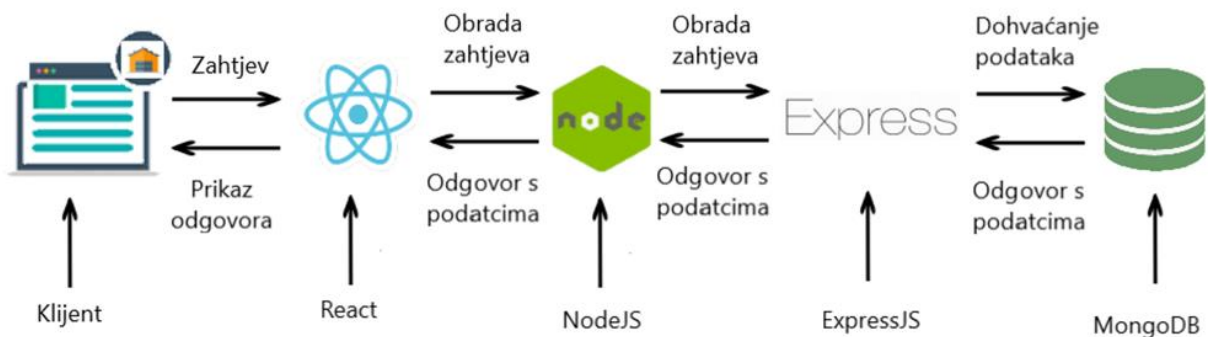 Zahtjev
Prikaz
odgovora
Klijent
React
Obrada
zahtjeva
Odgovor s
podatcima
node
NodeJS
Obrada
zahtjeva
Odgovor s
podatcima
Express
ExpressJS
Dohvaćanje
podataka
Odgovor s
podatcima
MongoDB